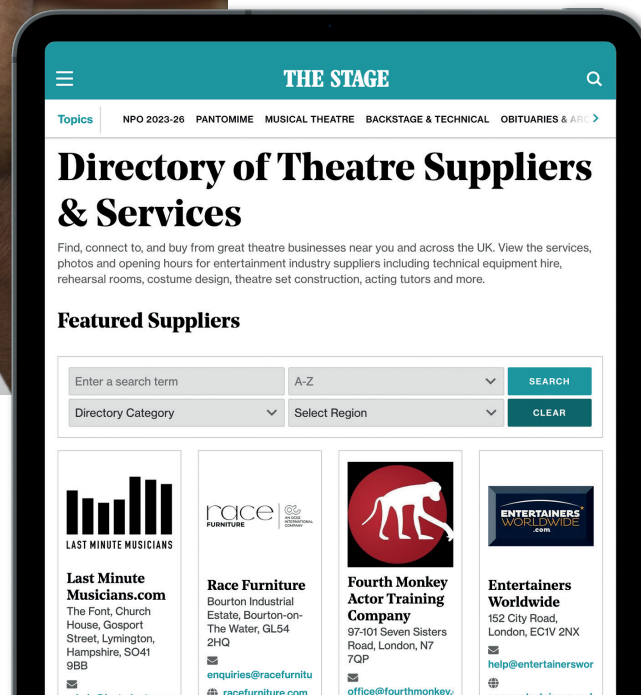 THE STAGE
Topics NPO 2023-26 PANTOMIME MUSICAL THEATRE BACKSTAGE & TECHNICAL OBITUARIES &
Directory of Theatre Suppliers
& Services
Find, connect to, and buy from great theatre businesses near you and across the UK. View the services,
photos and opening hours for entertainment industry suppliers including technical equipment hire,
rehearsal rooms, costume design, theatre set construction, acting tutors and more.
Featured Suppliers
Enter a search term A-Z SEARCH
Directory Category Select Region CLEAR
LAST MINUTE MUSICIANS
Last Minute
Musicians.com
The Font, Church
House, Gosport
Street, Lymington,
Hampshire, SO41
9BB
race
FURNITURE
AN OCEE
INTERNATIONAL
COMPANY
Race Furniture
Bourton Industrial
Estate, Bourton-on-
The Water, GL54
2HQ
enquiries@racefurnitu
racefurniture.com
Fourth Monkey
Actor Training
Company
97-101 Seven Sisters
Road, London, N7
7QP
office@fourthmonkey.
ENTERTAINERS
WORLDWIDE
.com
Entertainers
Worldwide
152 City Road,
London, EC1V 2NX
help@entertainerswor